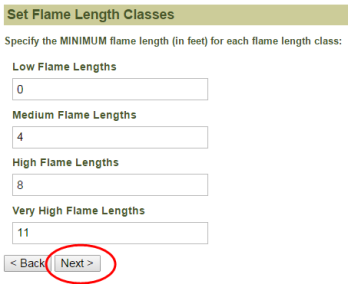 Set Flame Length Classes
Specify the MINIMUM flame length (in feet) for each flame length class:
Low Flame Lengths
0
Medium Flame Lengths
4
High Flame Lengths
8
Very High Flame Lengths
11
< Back Next >